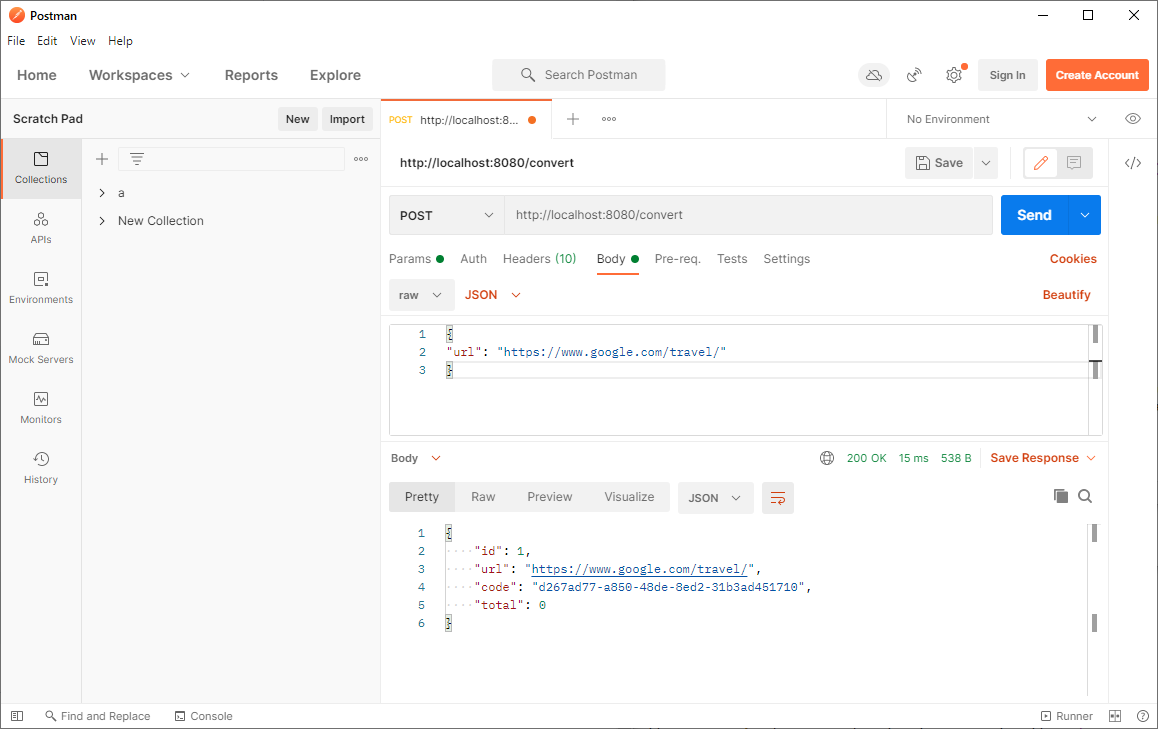 Postman
File Edit View Help
Home Workspaces Reports Explore Search Postman Sign In Create Account
Scratch Pad New Import POST http://localhost:8... No Environment
Collections
APIs
Environments
Mock Servers
Monitors
History
a
New Collection
http://localhost:8080/convert Save
POST http://localhost:8080/convert Send
Params Auth Headers (10) Body Pre-req. Tests Settings Cookies
raw JSON Beautify
1 {
2 "url": "https://www.google.com/travel/"
3 }
Body 200 OK 15 ms 538 B Save Response
Pretty Raw Preview Visualize JSON
1 {
2 "id": 1,
3 "url": "https://www.google.com/travel/",
4 "code": "d267ad77-a850-48de-8ed2-31b3ad451710",
5 "total": 0
6 }
Find and Replace Console Runner